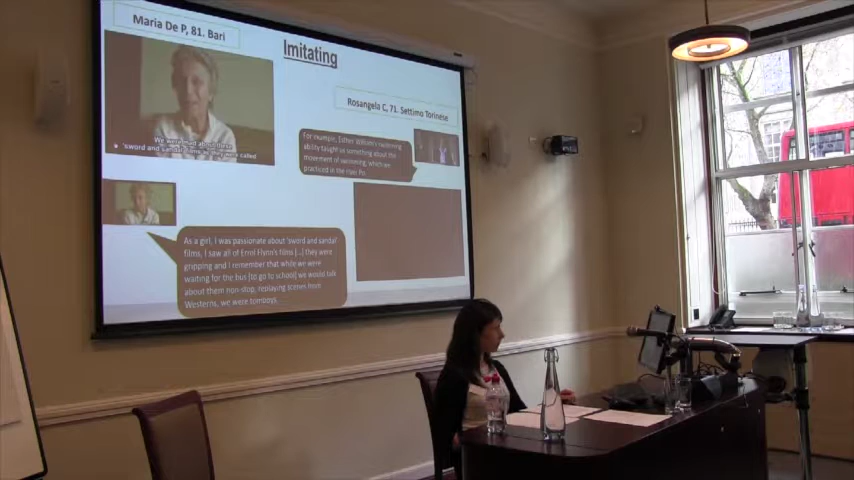 Maria De P, 81. Bari
Imitating
Rosangela C, 71. Settimo Torinese
We were mad about these
'sword and sandal' films, as they were called
For example, Esther William's swimming
ability taught us something about the
movement of swimming, which we
practiced in the river Po.
As a girl, I was passionate about 'sword and sandal'
films, I saw all of Errol Flynn's films [...] they were
gripping and I remember that while we were
waiting for the bus [to go to school] we would talk
about them non-stop, replaying scenes from
Westerns, we were tomboys.